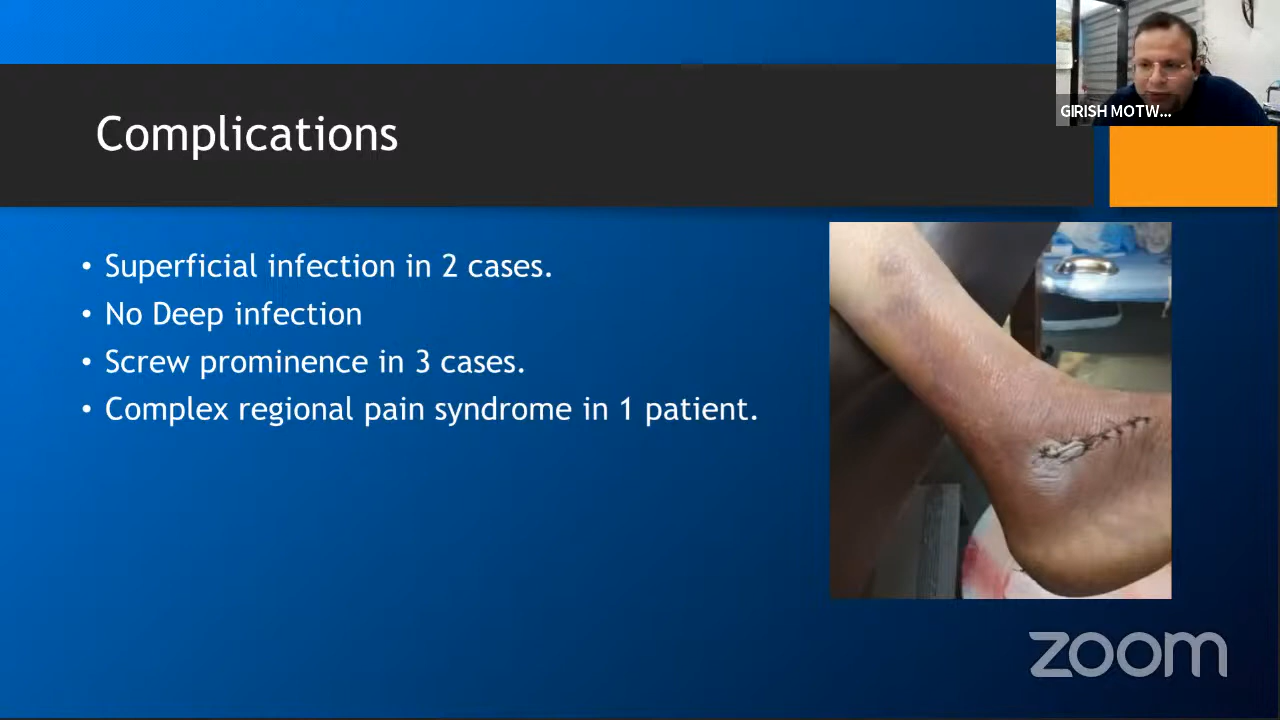 GIRISH MOTW...
Complications
• Superficial infection in 2 cases.
• No Deep infection
• Screw prominence in 3 cases.
• Complex regional pain syndrome in 1 patient.
zoom